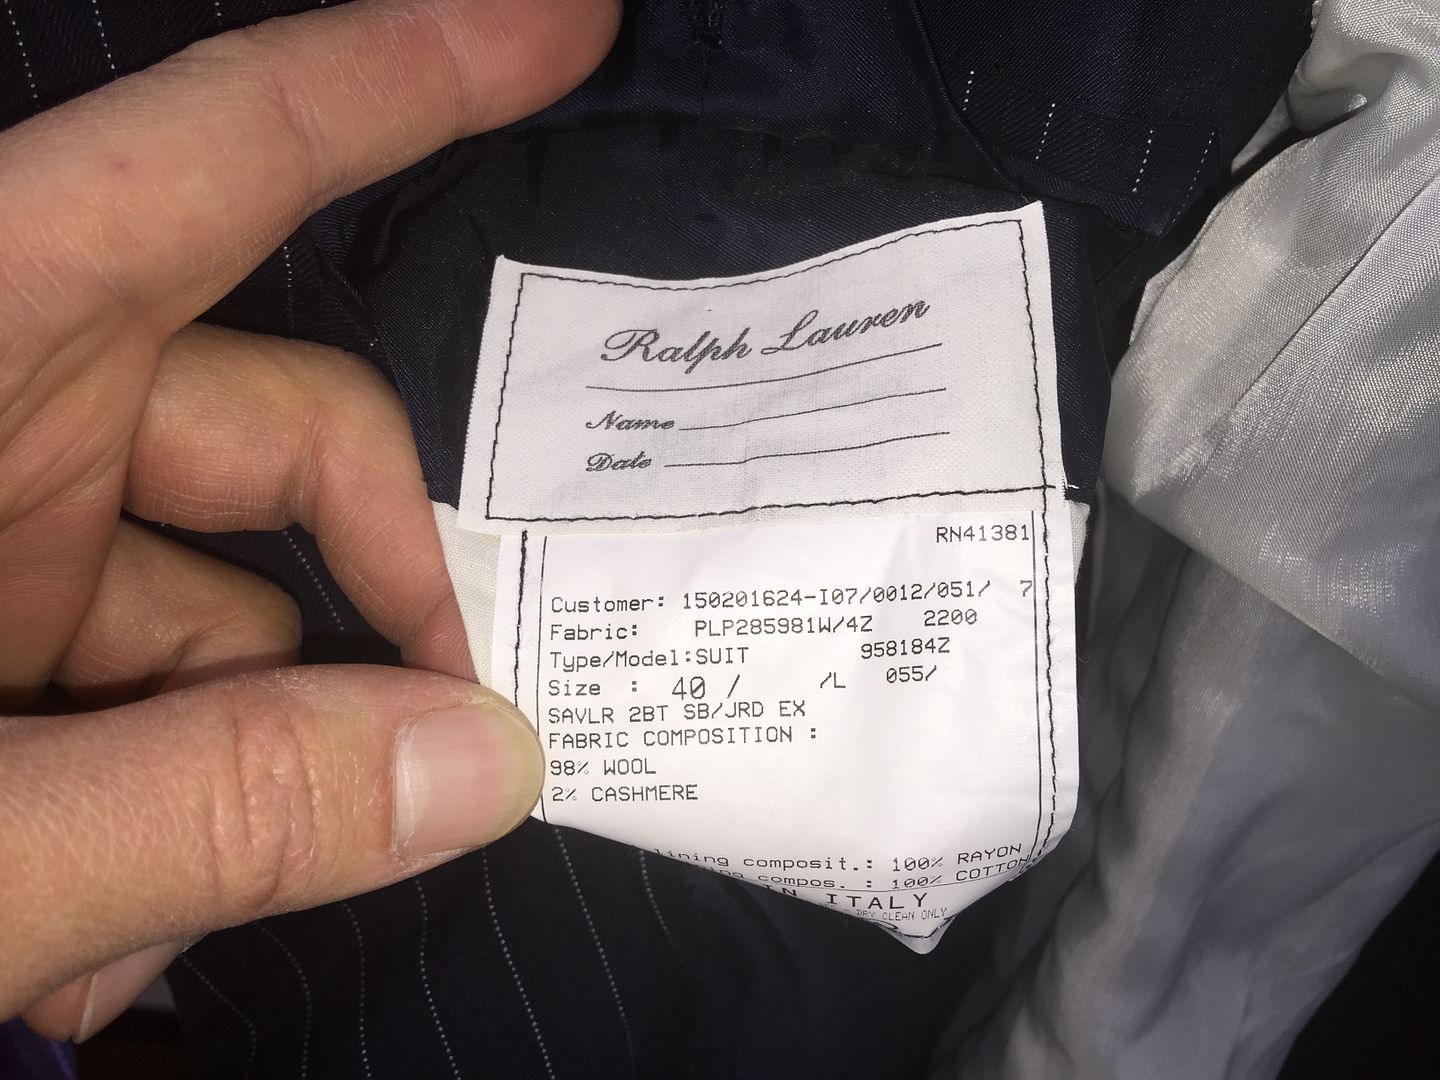 Ralph Lauren
Name
Date
RN41381
Customer: 150201624-I07/0012/051/ 7
Fabric: PLP285981W/4Z 2200
Type/Model:SUIT 958184Z
Size : 40 / /L 055/
SAVLR 2BT SB/JRD EX
FABRIC COMPOSITION :
98% WOOL
2% CASHMERE
lining composit.: 100% RAYON
compos. : 100% COTTON
IN ITALY
DRY CLEAN ONLY